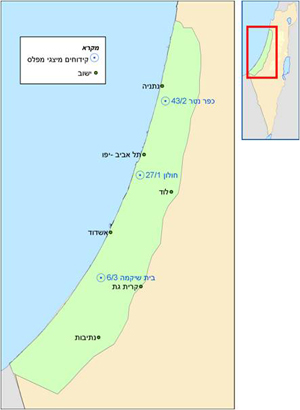 מקרא
קידוחים מיצגי מפלס
ישוב
נתניה
כפר נטר 43/2
תל אביב -יפו
חולון 27/1
לוד
אשדוד
בית שיקמה 6/3
קרית גת
נתיבות